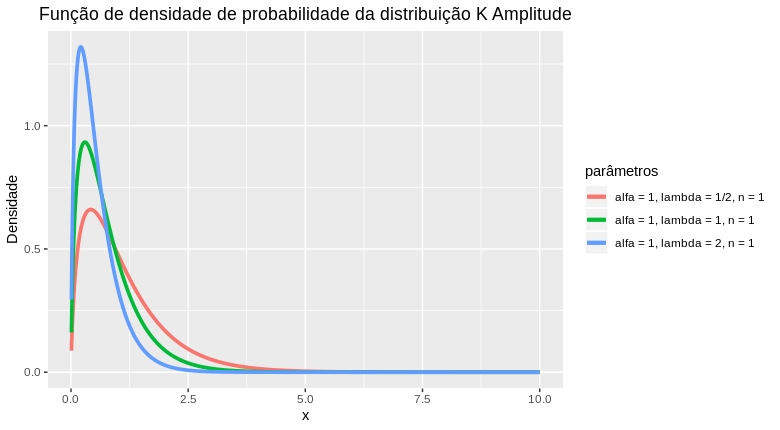 Função de densidade de probabilidade da distribuição K Amplitude
Densidade
1.0
0.5
0.0
0.0 2.5 5.0 7.5 10.0
x
parâmetros
alfa = 1, lambda = 1/2, n = 1
alfa = 1, lambda = 1, n = 1
alfa = 1, lambda = 2, n = 1